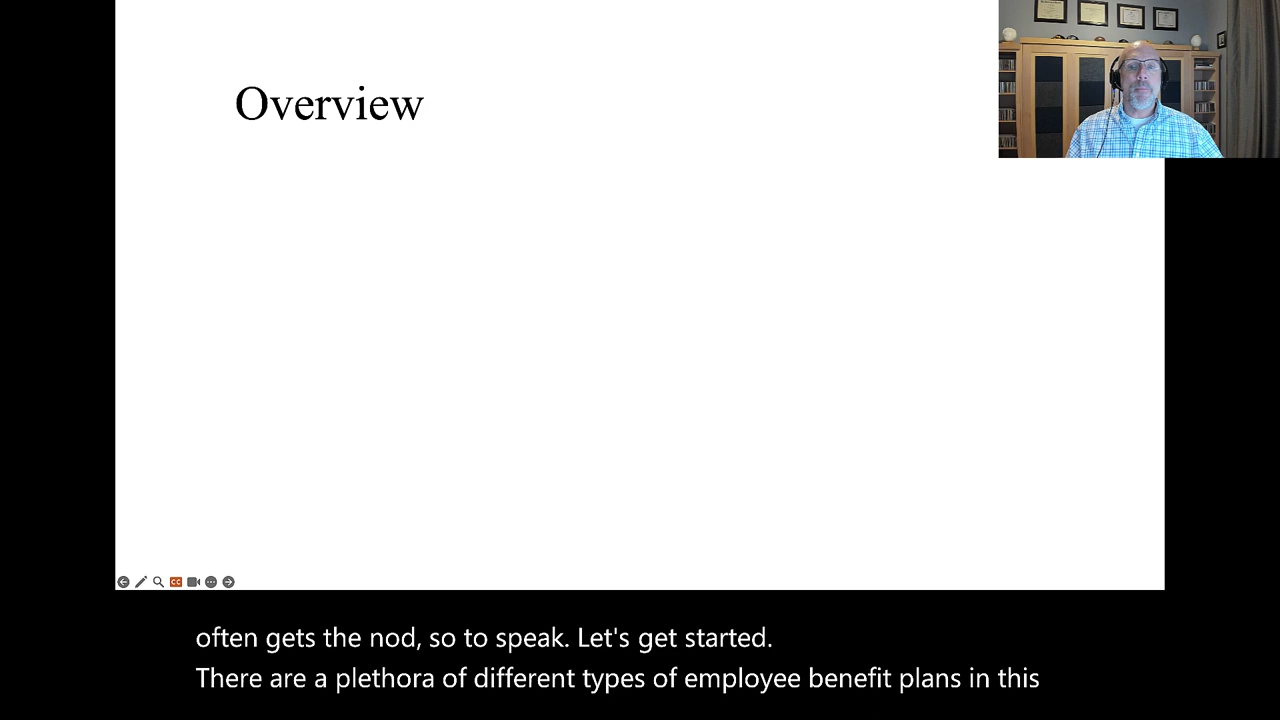 Overview
CC
often gets the nod, so to speak. Let's get started.
There are a plethora of different types of employee benefit plans in this